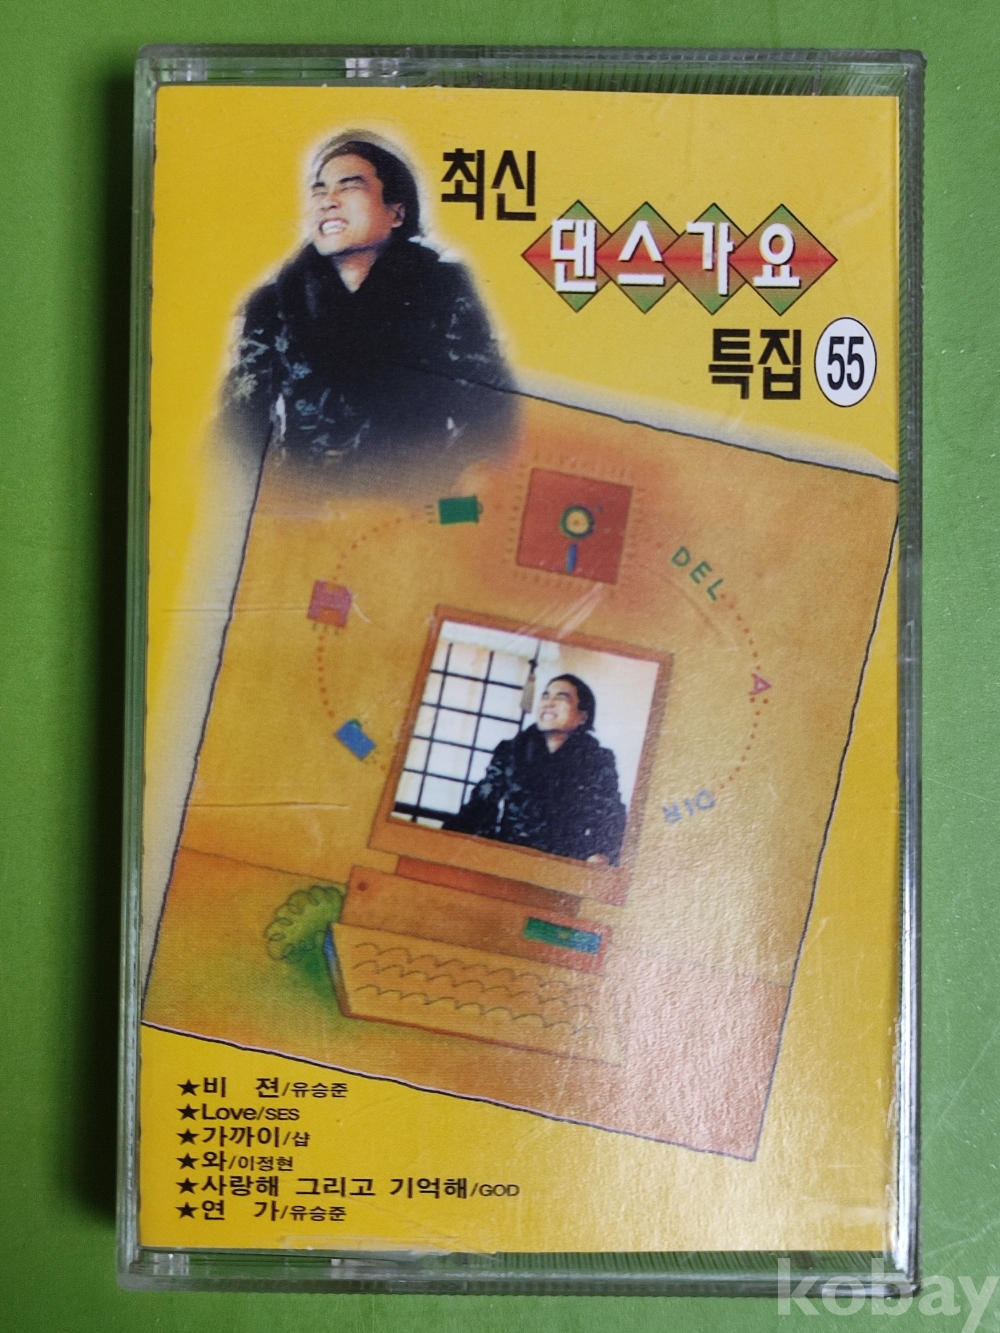 최신
댄스가요
특집 55
DEL
A
DIR
★비 젼/유승준
★Love/SES
★가까이/샵
★와/이정현
★사랑해 그리고 기억해/GOD
★연 가/유승준
kobay